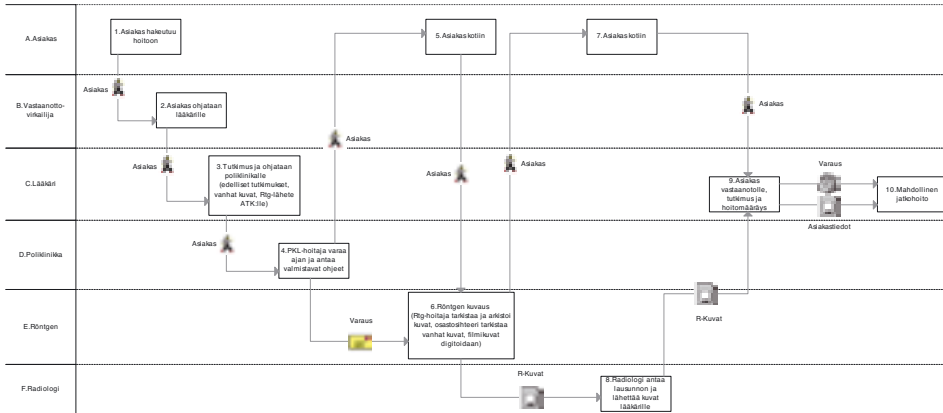 A.Asiakas
1.Asiakas hakeutuu
hoitoon
5.Asiakas kotiin
7.Asiakas kotiin
Asiakas
B.Vastaanotto-
virkailija
2.Asiakas ohjataan
lääkärille
Asiakas
Asiakas
Asiakas
C.Lääkäri
3.Tutkimus ja ohjataan
poliklinikalle
(edelliset tutkimukset,
vanhat kuvat, Rtg-lähete
ATK:lle)
Asiakas
Asiakas
9.Asiakas
vastaanotolle,
tutkimus ja
hoitomääräys
Varaus
Asiakastiedot
10.Mahdollinen
jatkohoito
D.Poliklinikka
Asiakas
4.PKL-hoitaja varaa
ajan ja antaa
valmistavat ohjeet
E.Röntgen
Varaus
6.Röntgen kuvaus
(Rtg-hoitaja tarkistaa ja arkistoi
kuvat, osastosihteeri tarkistaa
vanhat kuvat, filmikuvat
digitoidaan)
R-Kuvat
F.Radiologi
R-Kuvat
8.Radiologi antaa
lausunnon ja
lähettää kuvat
lääkärille